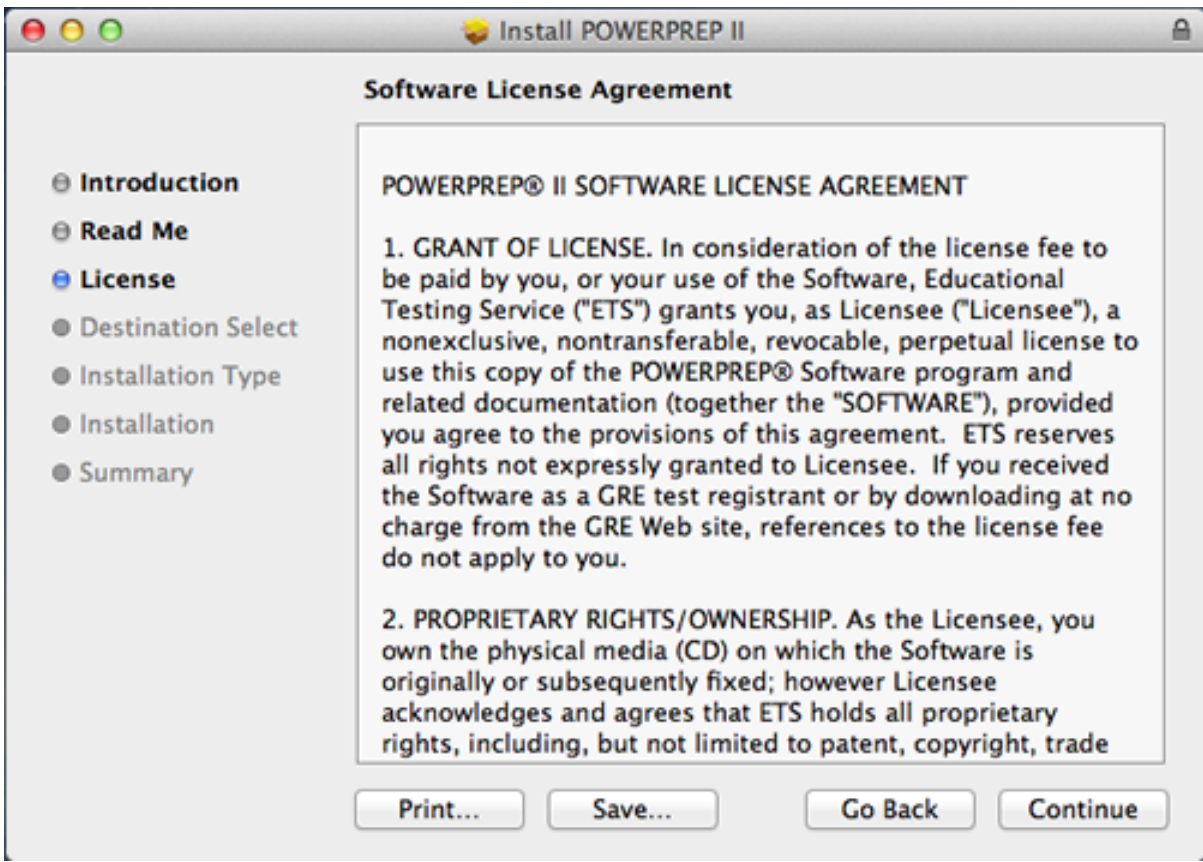 Install POWERPREP II
Software License Agreement
Introduction
Read Me
License
Destination Select
Installation Type
Installation
Summary
POWERPREP® II SOFTWARE LICENSE AGREEMENT
1. GRANT OF LICENSE. In consideration of the license fee to
be paid by you, or your use of the Software, Educational
Testing Service ("ETS") grants you, as Licensee ("Licensee"), a
nonexclusive, nontransferable, revocable, perpetual license to
use this copy of the POWERPREP® Software program and
related documentation (together the "SOFTWARE"), provided
you agree to the provisions of this agreement.  ETS reserves
all rights not expressly granted to Licensee.  If you received
the Software as a GRE test registrant or by downloading at no
charge from the GRE Web site, references to the license fee
do not apply to you.
2. PROPRIETARY RIGHTS/OWNERSHIP. As the Licensee, you
own the physical media (CD) on which the Software is
originally or subsequently fixed; however Licensee
acknowledges and agrees that ETS holds all proprietary
rights, including, but not limited to patent, copyright, trade
Print...
Save...
Go Back
Continue